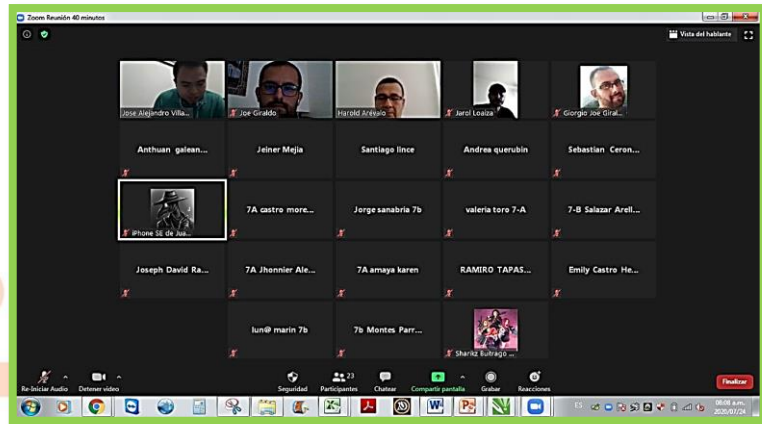 Zoom Reunión 40 minutos
Vista del hablante
Jose Alejandro Villa...
Joe Giraldo
Harold Arévalo
Jarol Loaiza
Giorgio Joe Giral...
Anthuan galean...
Jeiner Mejia
Santiago lince
Andrea querubin
Sebastian Ceron...
iPhone SE de Jua...
7A castro more...
Jorge sanabria 7b
valeria toro 7-A
7-B Salazar Arell...
Joseph David Ra...
7A Jhonnier Ale...
7A amaya karen
RAMIRO TAPAS...
Emily Castro He...
lun@ marin 7b
7b Montes Parr...
Sharikz Buitrago ...
23
Re-Iniciar Audio
Detener video
Seguridad
Participantes
Chatear
Compartir pantalla
Grabar
Reacciones
Finalizar
ES
08:08 a.m.
2020/07/24